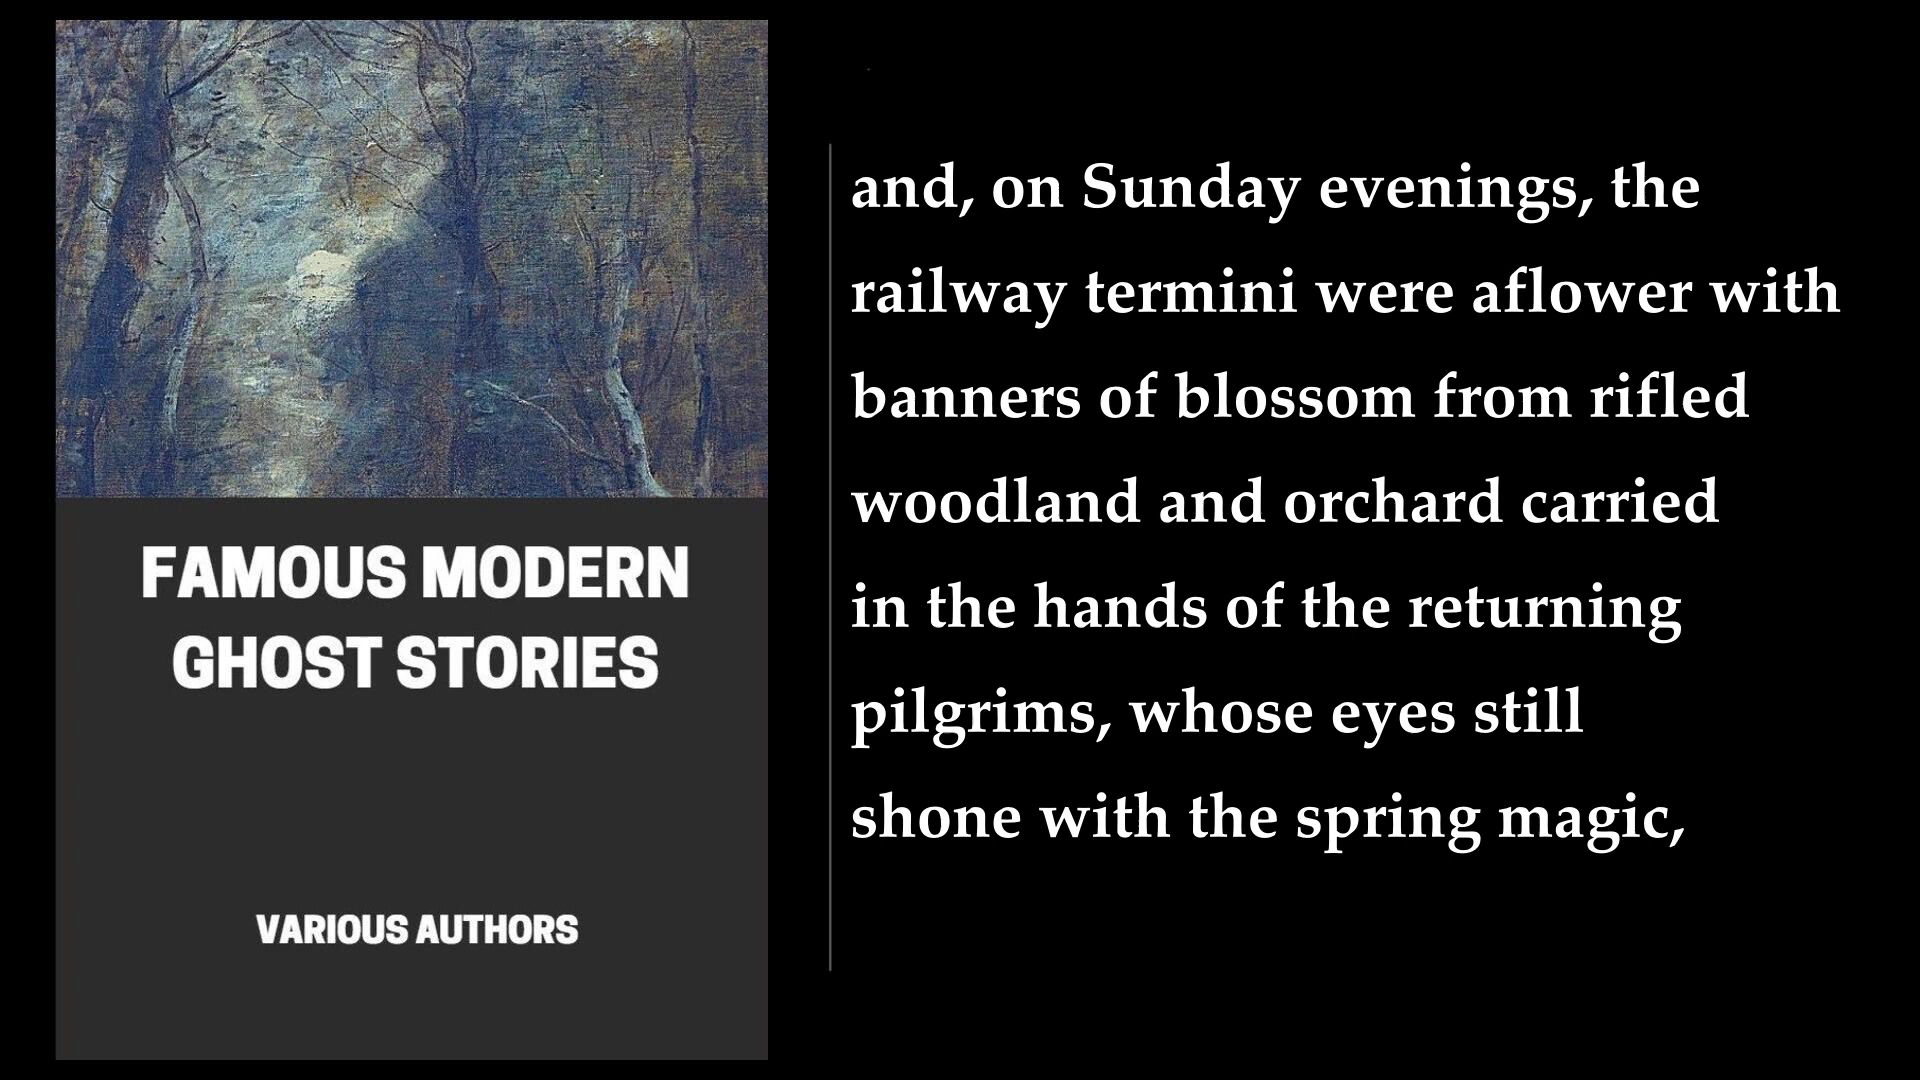 FAMOUS MODERN
GHOST STORIES
VARIOUS AUTHORS
and, on Sunday evenings, the
railway termini were aflower with
banners of blossom from rifled
woodland and orchard carried
in the hands of the returning
pilgrims, whose eyes still
shone with the spring magic,